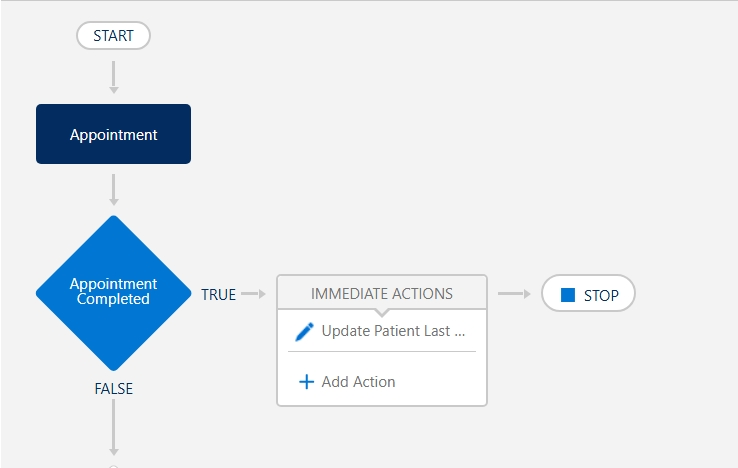 START
Appointment
Appointment
Completed
TRUE
IMMEDIATE ACTIONS
STOP
Update Patient Last ...
Add Action
FALSE